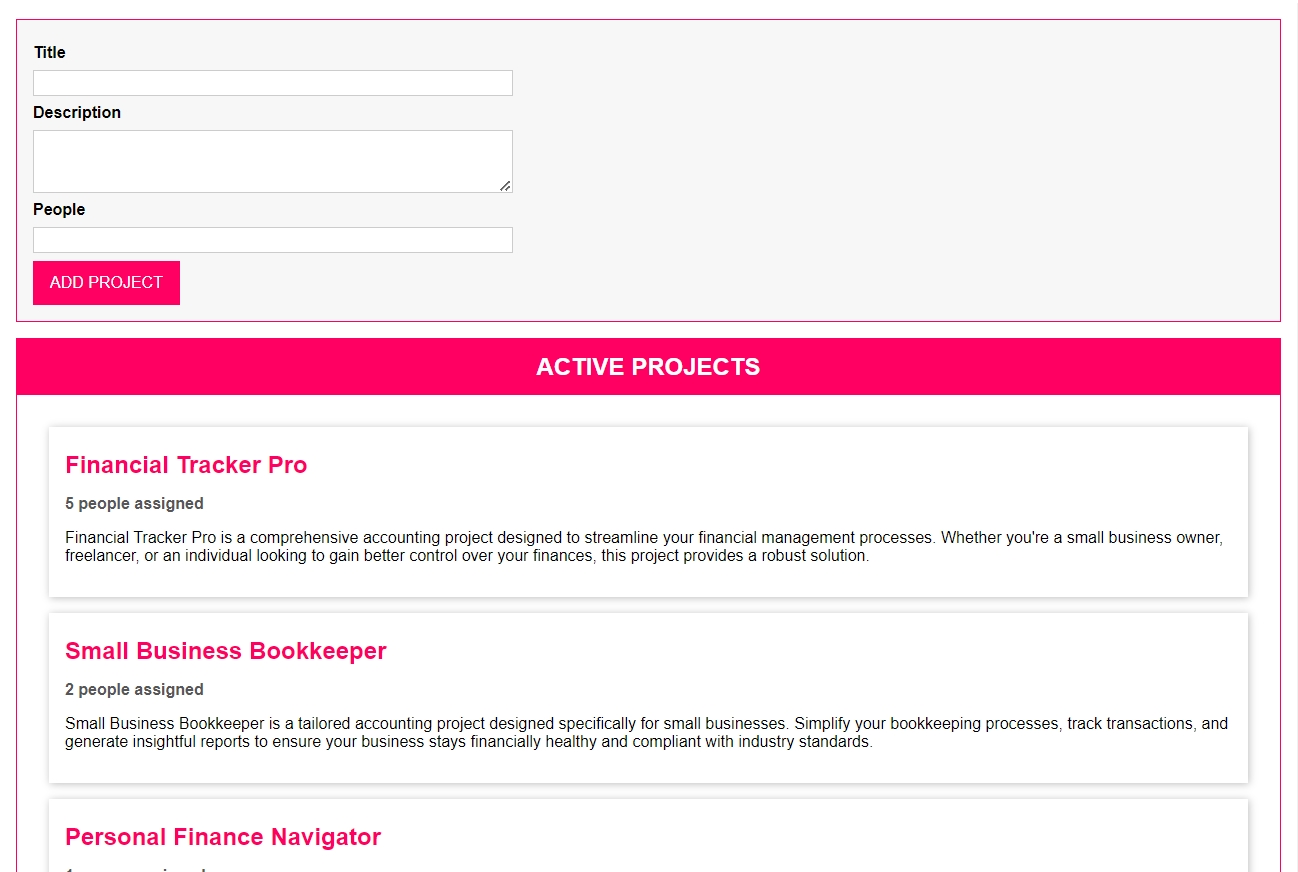 Title
Description
People
ADD PROJECT
ACTIVE PROJECTS
Financial Tracker Pro
5 people assigned
Financial Tracker Pro is a comprehensive accounting project designed to streamline your financial management processes. Whether you're a small business owner,
freelancer, or an individual looking to gain better control over your finances, this project provides a robust solution.
Small Business Bookkeeper
2 people assigned
Small Business Bookkeeper is a tailored accounting project designed specifically for small businesses. Simplify your bookkeeping processes, track transactions, and
generate insightful reports to ensure your business stays financially healthy and compliant with industry standards.
Personal Finance Navigator